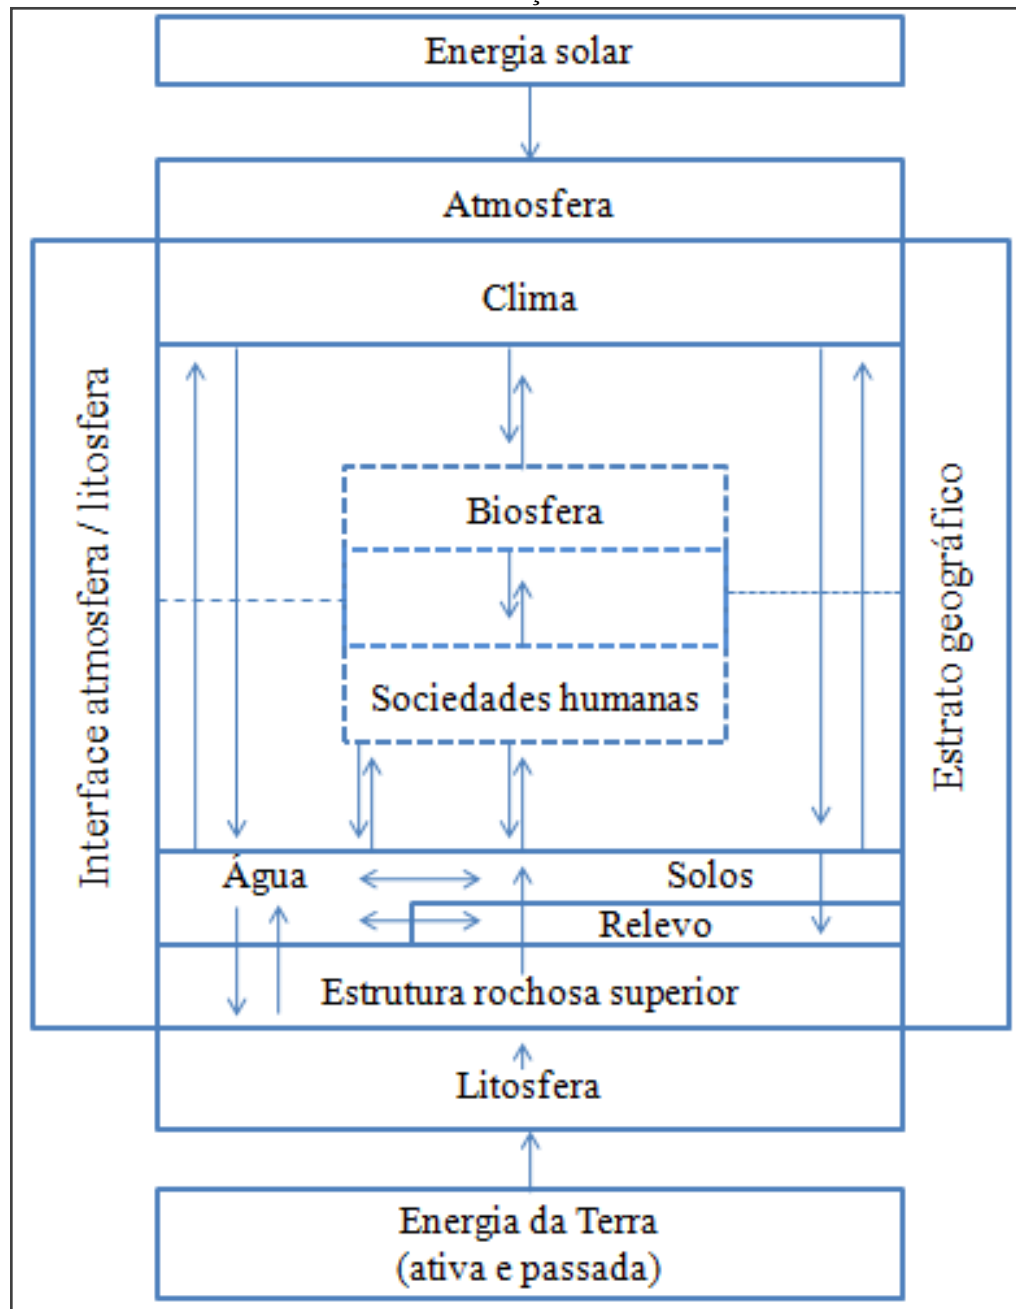 Energia solar
Atmosfera
Clima
Interface atmosfera / litosfera
Biosfera
Sociedades humanas
Estrato geográfico
Água
Solos
Relevo
Estrutura rochosa superior
Litosfera
Energia da Terra
(ativa e passada)